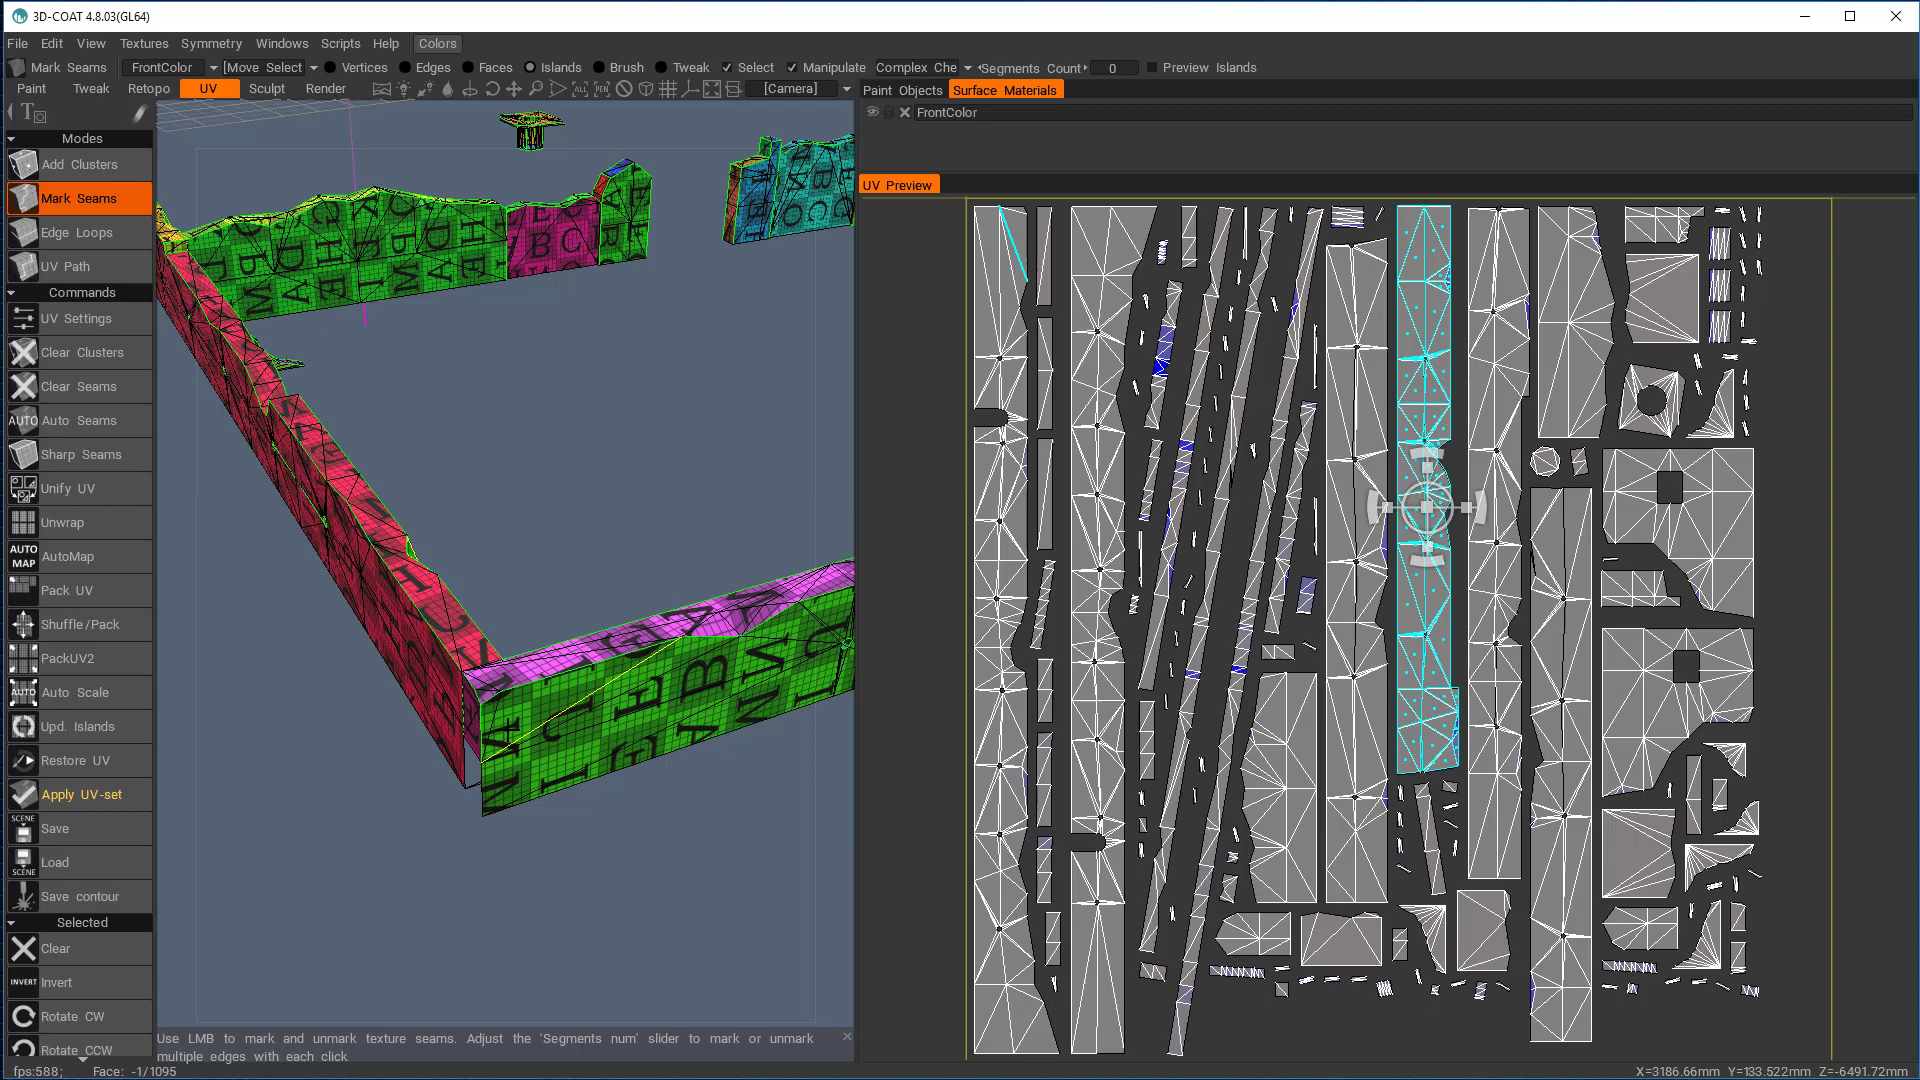 3D-COAT 4.8.03(GL64)
File Edit View Textures Symmetry Windows Scripts Help Colors
Mark Seams FrontColor [Move Select Vertices Edges Faces Islands Brush Tweak Select Manipulate Complex Che Segments Count 0 Preview Islands
Paint Tweak Retopo UV Sculpt Render ALL PEN [Camera] Paint Objects Surface Materials
FrontColor
Modes
Add Clusters
UV Preview
Mark Seams
Edge Loops
UV Path
Commands
UV Settings
Clear Clusters
Clear Seams
AUTO Auto Seams
Sharp Seams
Unify UV
Unwrap
AUTO MAP AutoMap
Pack UV
Shuffle/Pack
PackUV2
AUTO Auto Scale
Upd. Islands
Restore UV
Apply UV-set
SCENE Save
Load SCENE
Save contour
Selected
Clear
INVERT Invert
Rotate CW
Rotate CCW
Use LMB to mark and unmark texture seams. Adjust the 'Segments num' slider to mark or unmark
multiple edges with each click
fps:588; Face: -1/1095 X=3186.66mm Y=133.522mm Z=-6491.72mm